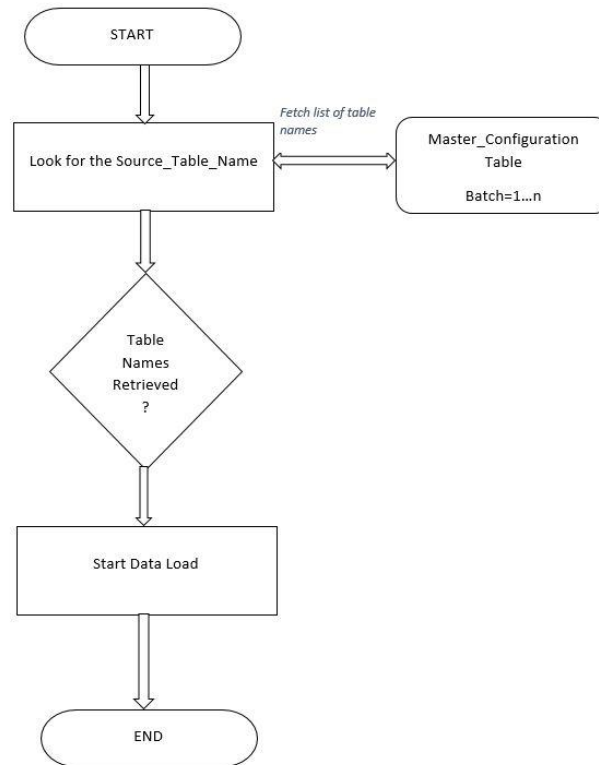 START
Fetch list of table
names
Look for the Source_Table_Name
Master_Configuration
Table
Batch=1...n
Table
Names
Retrieved
?
Start Data Load
END